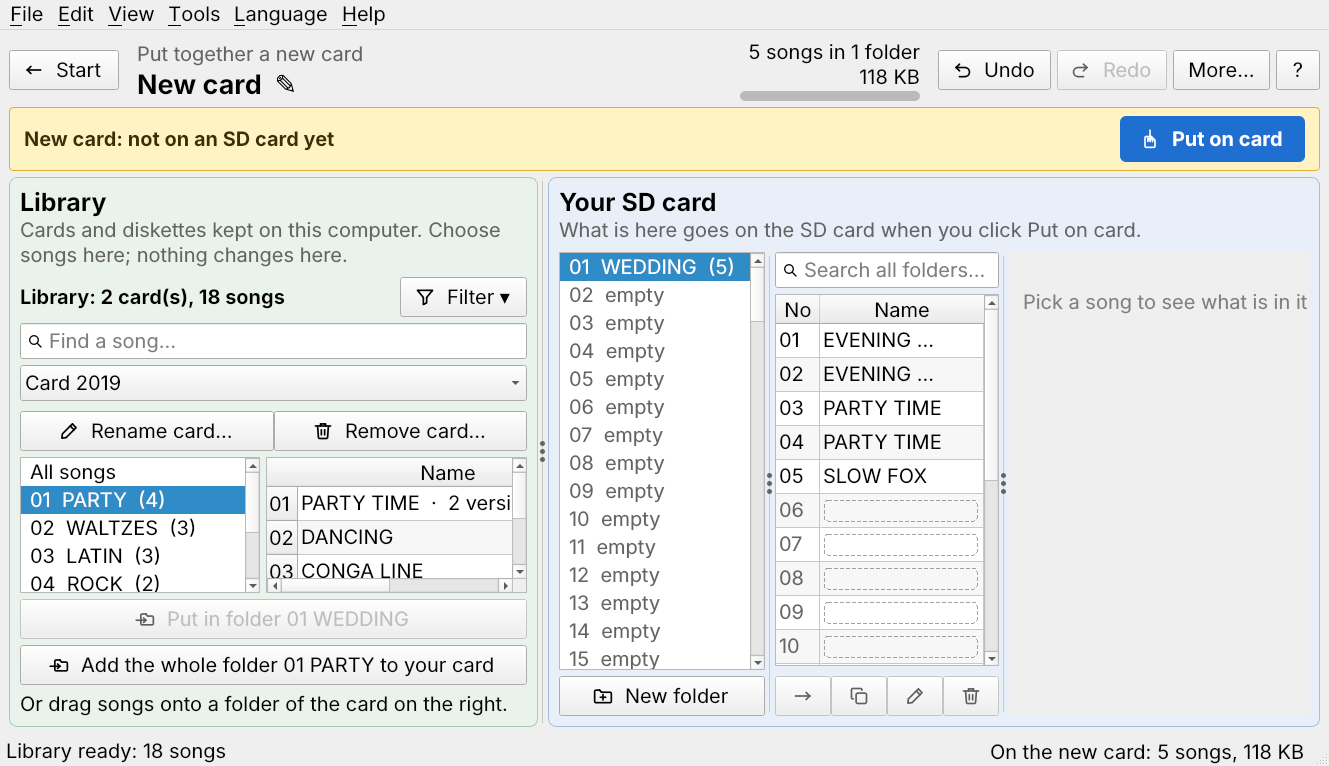 File Edit View Tools Language Help
← Start
Put together a new card
New card
5 songs in 1 folder
118 KB
Undo
Redo
More...
?
New card: not on an SD card yet
Put on card
Library
Cards and diskettes kept on this computer. Choose
songs here; nothing changes here.
Library: 2 card(s), 18 songs
Filter ▾
Find a song...
Card 2019
Rename card...
Remove card...
All songs
01 PARTY (4)
02 WALTZES (3)
03 LATIN (3)
04 ROCK (2)
Name
01 PARTY TIME · 2 versi
02 DANCING
03 CONGA LINE
Put in folder 01 WEDDING
Add the whole folder 01 PARTY to your card
Or drag songs onto a folder of the card on the right.
Your SD card
What is here goes on the SD card when you click Put on card.
01 WEDDING (5)
02 empty
03 empty
04 empty
05 empty
06 empty
07 empty
08 empty
09 empty
10 empty
11 empty
12 empty
13 empty
14 empty
15 empty
New folder
Search all folders...
No Name
01 EVENING ...
02 EVENING ...
03 PARTY TIME
04 PARTY TIME
05 SLOW FOX
06
07
08
09
10
Pick a song to see what is in it
Library ready: 18 songs
On the new card: 5 songs, 118 KB